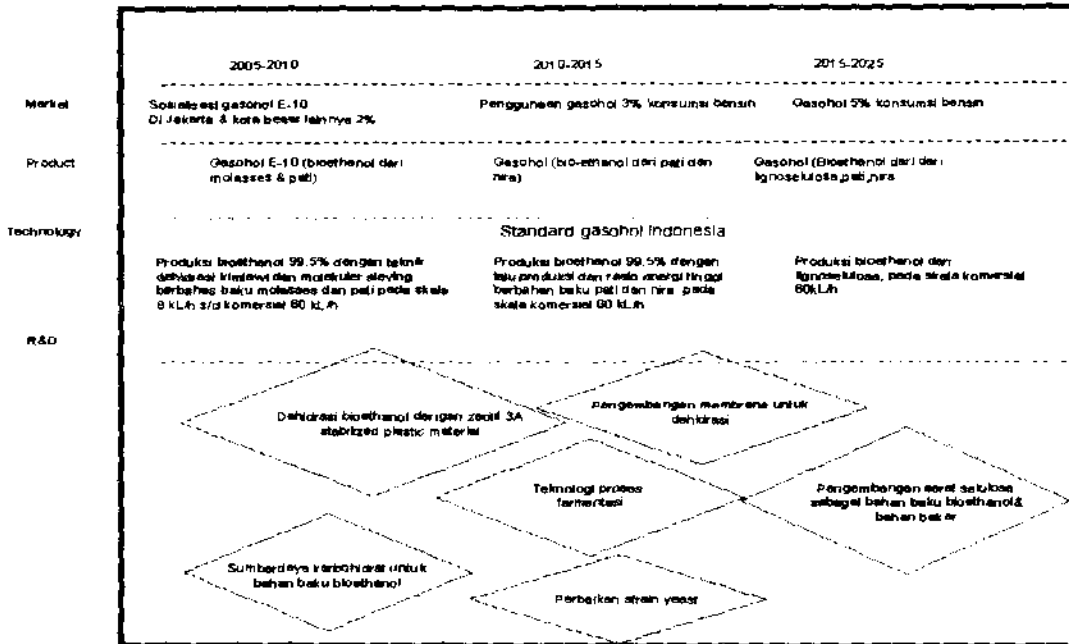 2005-2010 2010-2015 2015-2025
Market
Sosialisasi gasohol E-10
Di Jakarta & kota besar lainnya 2%
Penggunaan gasohol 3% konsumsi bensin
Gasohol 5% konsumsi bensin
Product
Gasohol E-10 (bioethanol dari
molasses & pati)
Gasohol (bio-ethanol dari pati dan
nira)
Gasohol (Bioethanol dari dari
lignoselulosa,pati,nira
Technology
Standard gasohol Indonesia
Produksi bioethanol 99.5% dengan teknik
dehidrasi kimiawi dan molekuler sieving
berbahas baku molasses dan pati pada skala
8 kL/h s/d komersial 60 kL/h
Produksi bioethanol 99.5% dengan
laju produksi dan rasio energi tinggi
berbahan baku pati dan nira pada
skala komersial 60 kL/h
Produksi bioethanol dari
lignoselulosa, pada skala komersial
60kL/h
R&D
Dehidrasi bioethanol dengan zeolit 3A
stabilized plastic material
Pengembangan membrane untuk
dehidrasi
Teknologi proses
fermentasi
Pengembangan serat selulosa
sebagai bahan baku bioethanol&
bahan bakar
Sumberdaya karbohidrat untuk
bahan baku bioethanol
Perbaikan strain yeast